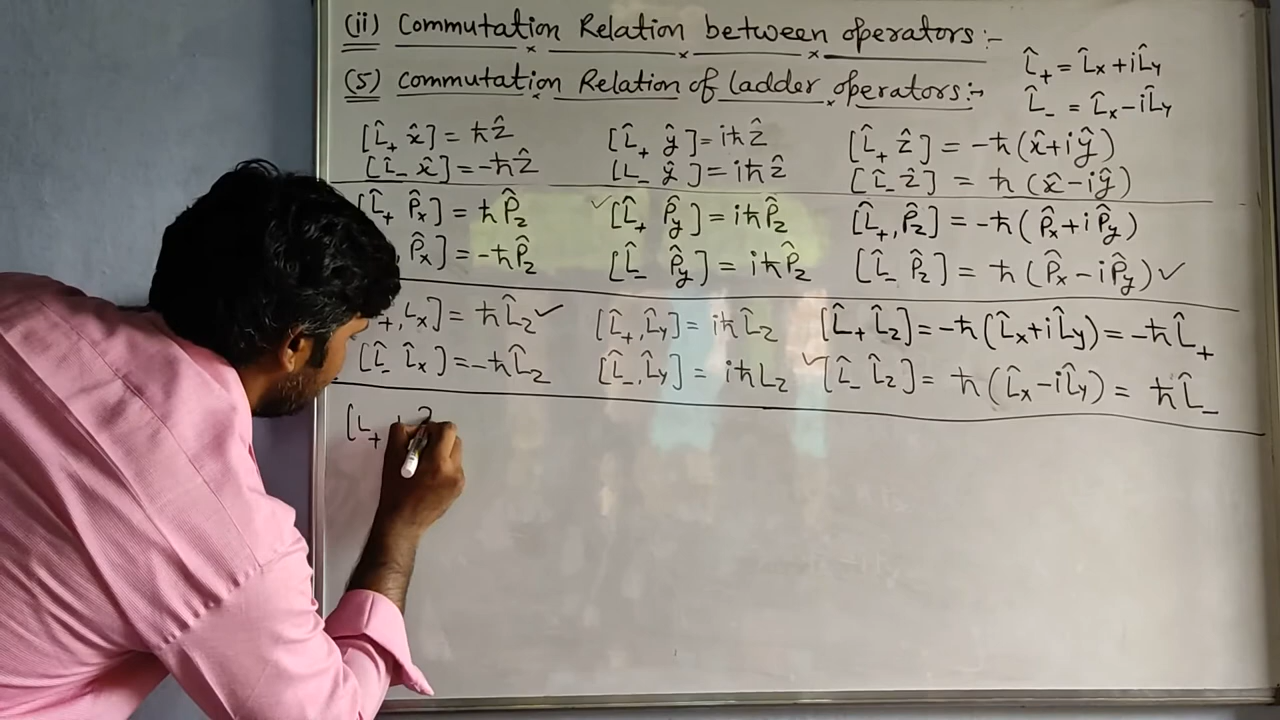 (ii) Commutation Relation between operators:-
(5) Commutation Relation of ladder operators:-
L̂₊ = L̂x + iL̂y
L̂₋ = L̂x - iL̂y
[L̂₊ x̂] = ħẑ [L̂₊ ŷ] = iħẑ [L̂₊ ẑ] = -ħ(x̂+iŷ)
[L̂₋ x̂] = -ħẑ [L₋ ŷ] = iħẑ [L̂₋ ẑ] = ħ(x̂-iŷ)
[L̂₊ P̂x] = ħP̂z ✓[L̂₊ P̂y] = iħP̂z [L̂₊, P̂z] = -ħ(P̂x+iP̂y)
, P̂x] = -ħP̂z [L̂₋ P̂y] = iħP̂z [L̂₋ P̂z] = ħ(P̂x-iP̂y) ✓
₊, Lx] = ħL̂z ✓ [L̂₊, L̂y] = iħL̂z [L̂₊ L̂z] = -ħ(L̂x+iL̂y) = -ħL̂₊
[L̂₋ L̂x] = -ħL̂z [L̂₋, L̂y] = iħLz ✓[L̂₋ L̂z] = ħ(L̂x-iL̂y) = ħL̂₋
[L₊